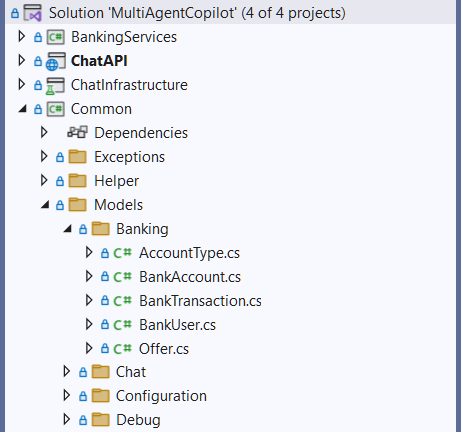 Solution 'MultiAgentCopilot' (4 of 4 projects)
C# BankingServices
ChatAPI
ChatInfrastructure
C# Common
Dependencies
Exceptions
Helper
Models
Banking
C# AccountType.cs
C# BankAccount.cs
C# BankTransaction.cs
C# BankUser.cs
C# Offer.cs
Chat
Configuration
Debug